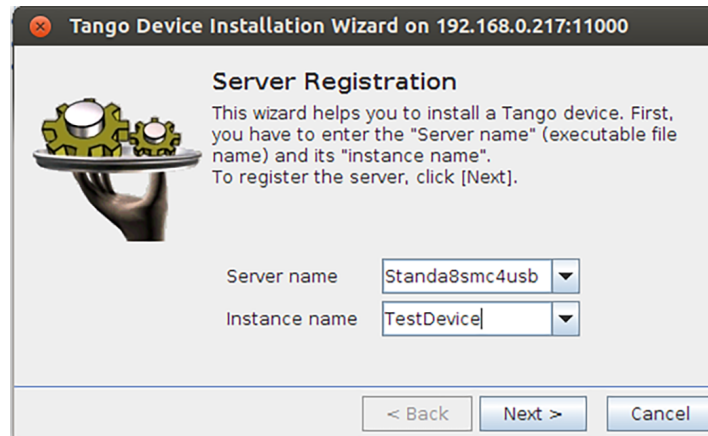 Tango Device Installation Wizard on 192.168.0.217:11000
Server Registration
This wizard helps you to install a Tango device. First,
you have to enter the "Server name" (executable file
name) and its "instance name".
To register the server, click [Next].
Server name Standa8smc4usb
Instance name TestDevice
< Back Next > Cancel